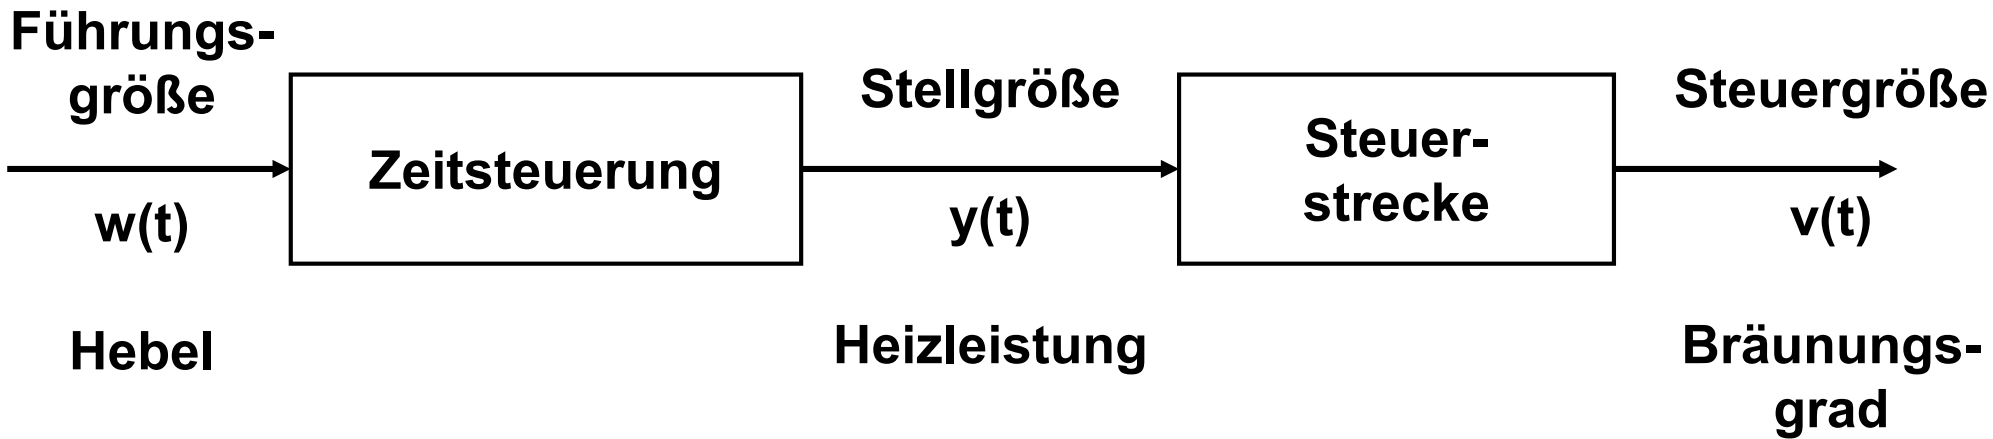 Führungs-
größe
w(t)
Hebel
Zeitsteuerung
Stellgröße
y(t)
Heizleistung
Steuer-
strecke
Steuergröße
v(t)
Bräunungs-
grad